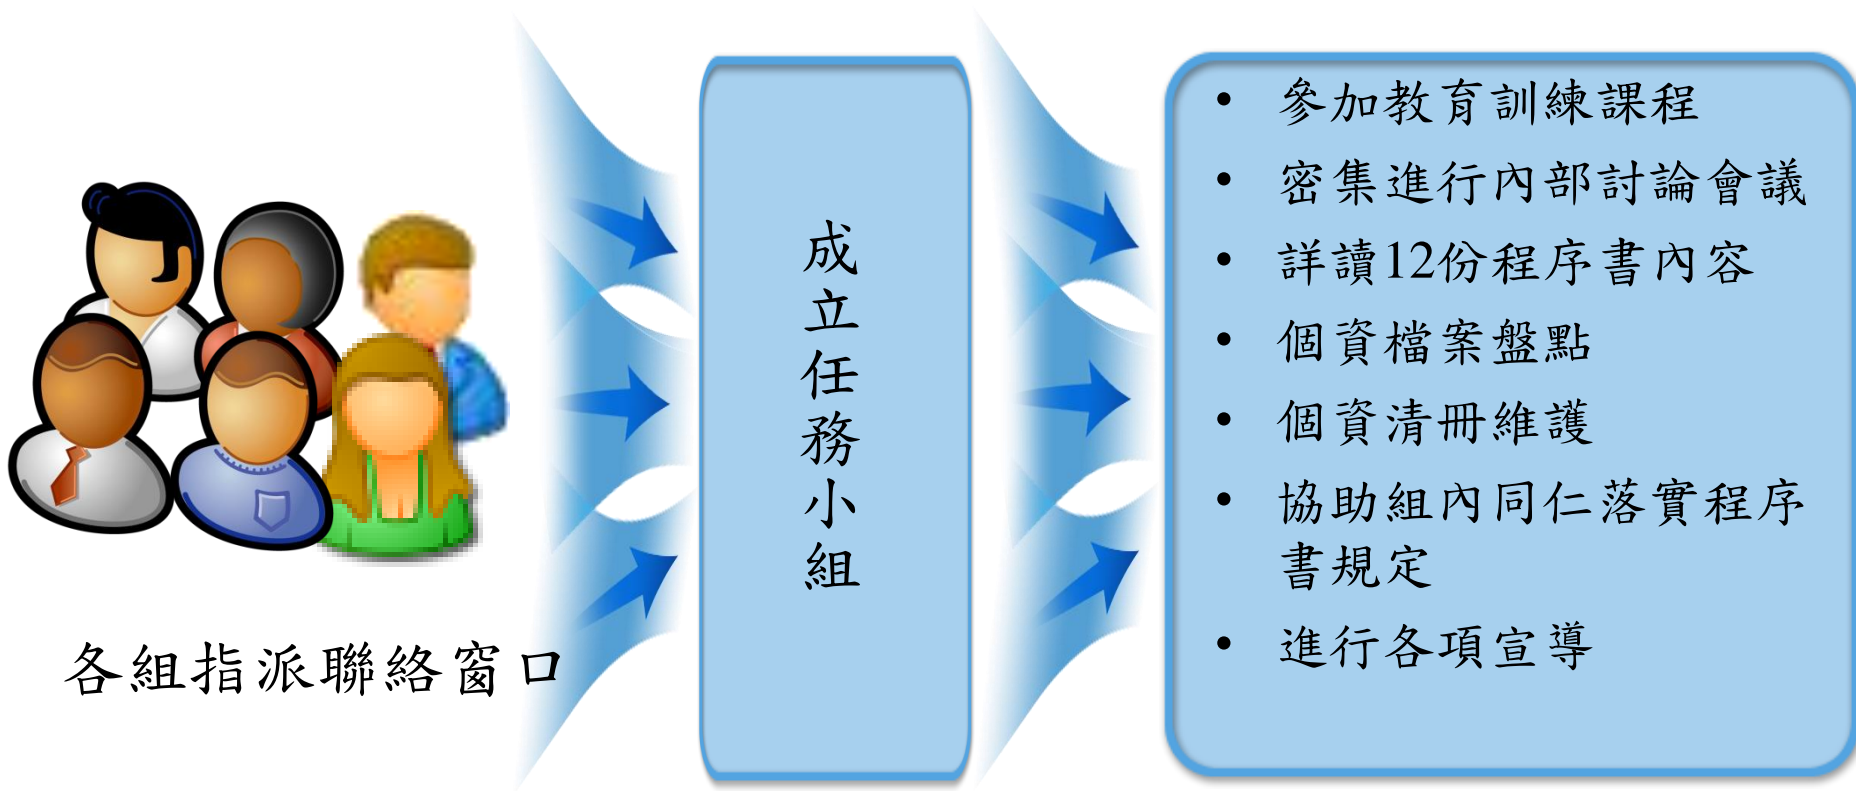 各組指派聯絡窗口
成立任務小組
• 參加教育訓練課程
• 密集進行內部討論會議
• 詳讀12份程序書內容
• 個資檔案盤點
• 個資清冊維護
• 協助組內同仁落實程序
書規定
• 進行各項宣導